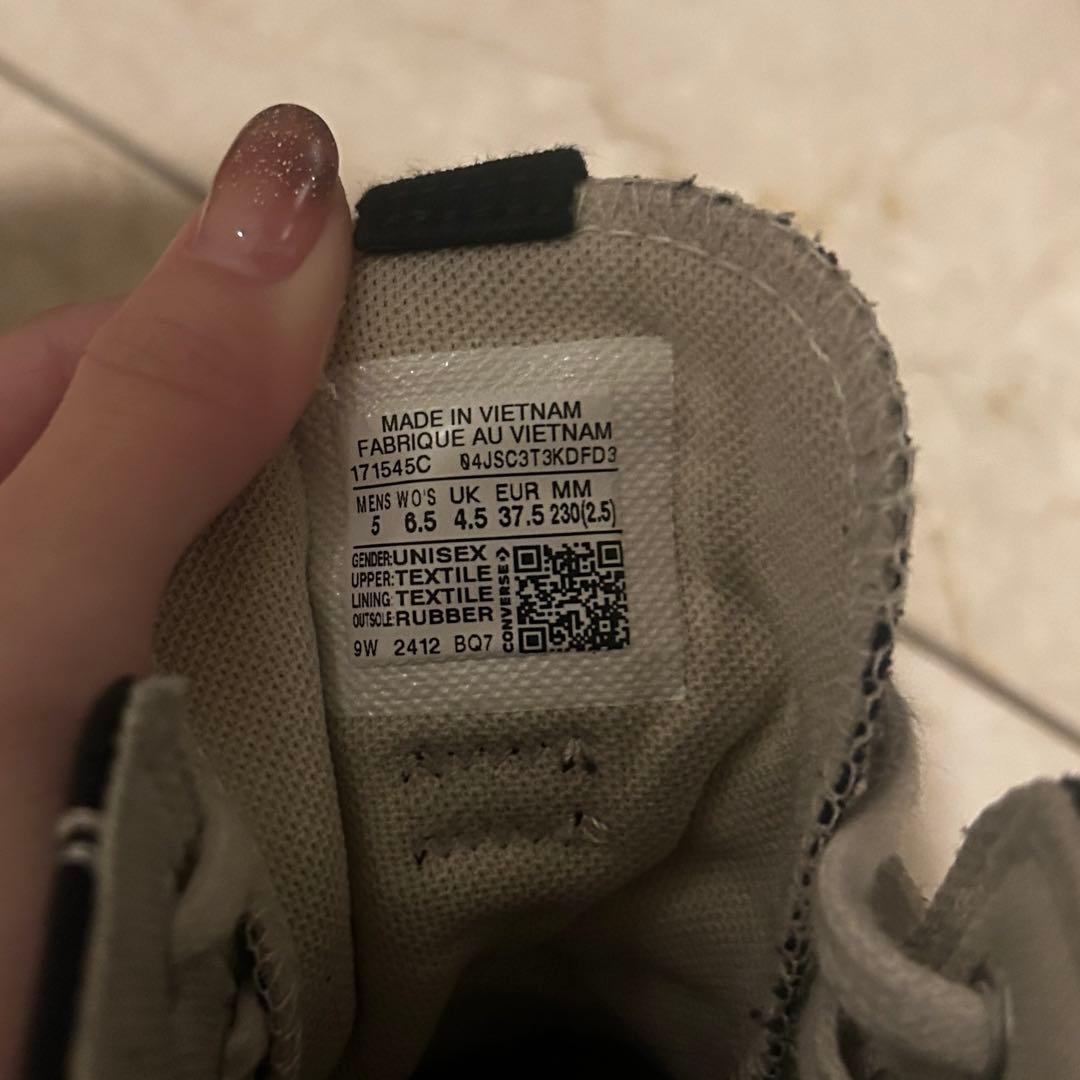 MADE IN VIETNAM
FABRIQUE AU VIETNAM
171545C 04JSC3T3KDFD3
MENS WO'S UK EUR MM
5 6.5 4.5 37.5 230(2.5)
GENDER:UNISEX
UPPER:TEXTILE
LINING:TEXTILE
OUTSOLE:RUBBER
9W 2412 BQ7
CONVERSE